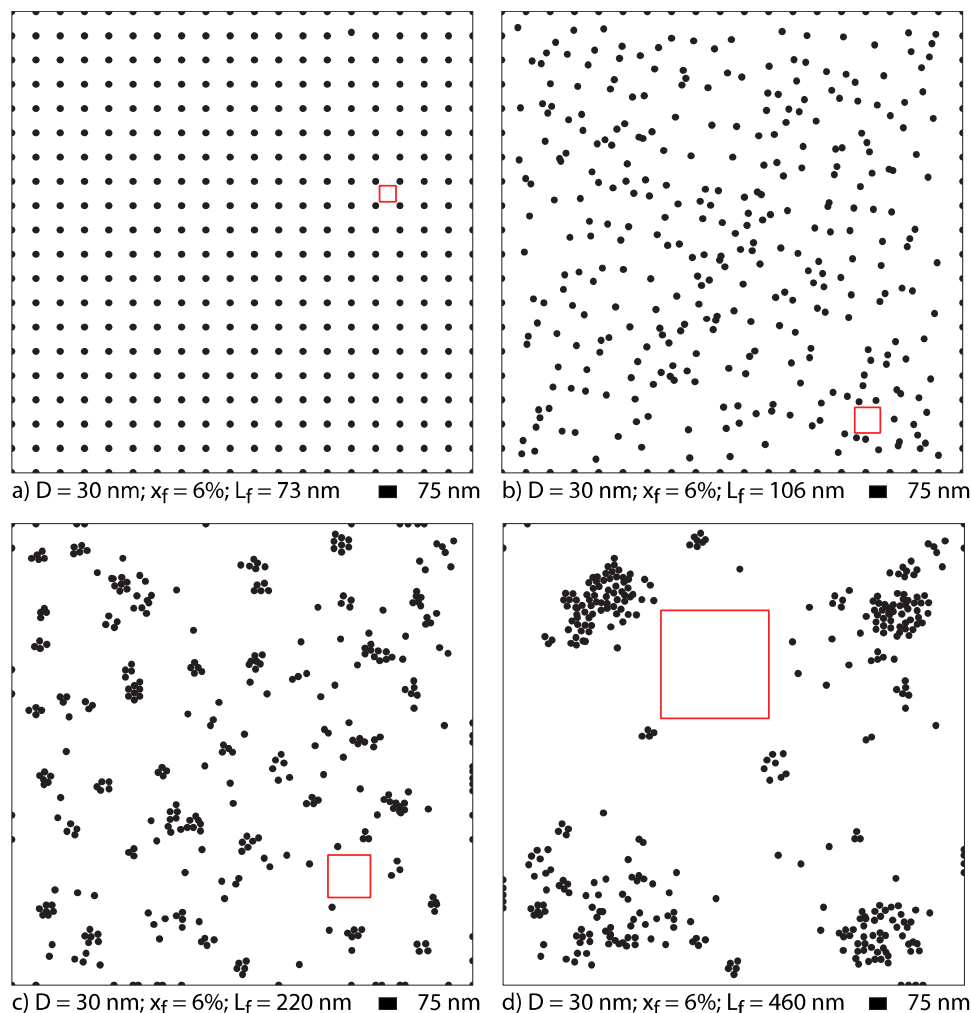 a) D = 30 nm; xf = 6%; Lf = 73 nm 75 nm
b) D = 30 nm; xf = 6%; Lf = 106 nm 75 nm
c) D = 30 nm; xf = 6%; Lf = 220 nm 75 nm
d) D = 30 nm; xf = 6%; Lf = 460 nm 75 nm